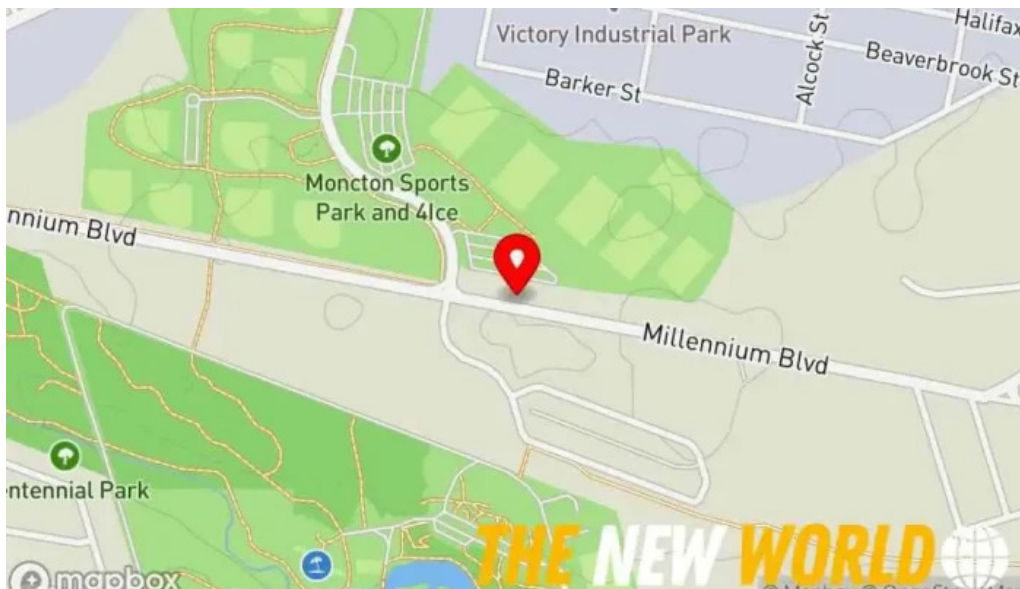 Victory Industrial Park
Halifax
Beaverbrook St
Alcock St
Barker St
Moncton Sports
Park and 4Ice
nnium Blvd
Millennium Blvd
entennial Park
THE NEW WORLD
mapbox